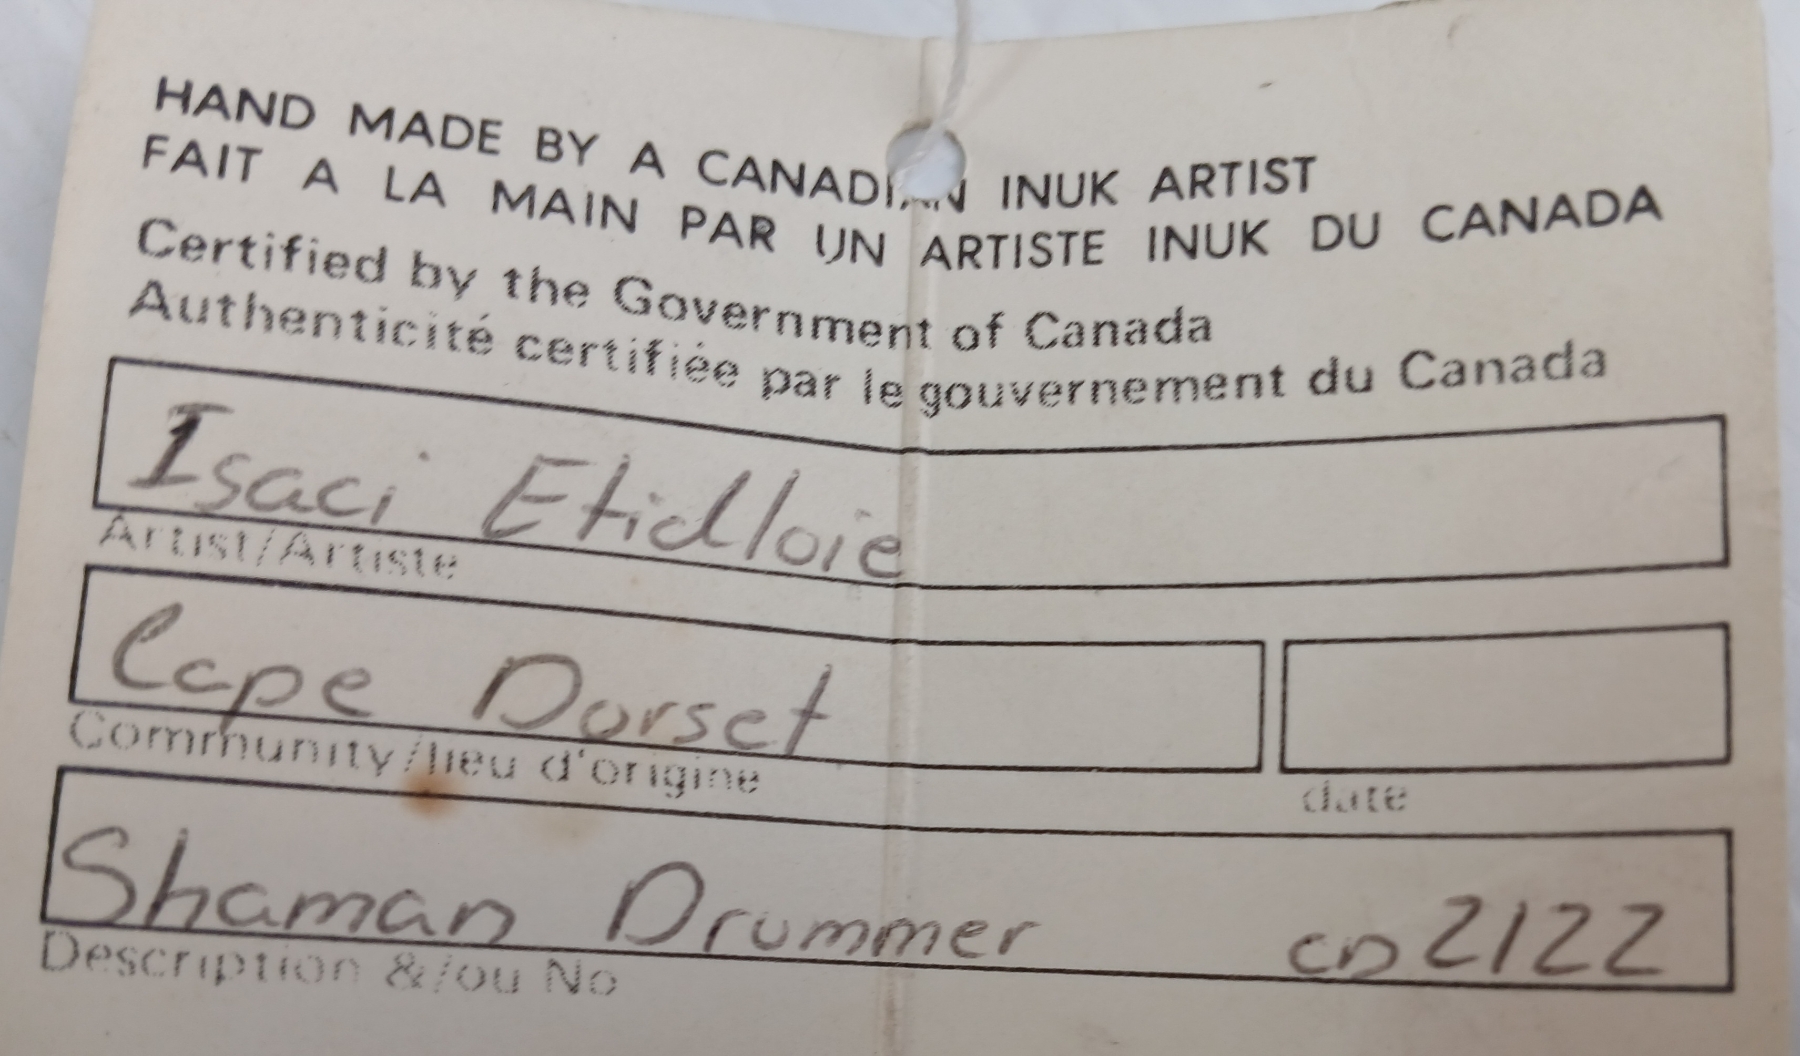 HAND MADE BY A CANADIAN INUK ARTIST
FAIT A LA MAIN PAR UN ARTISTE INUK DU CANADA
Certified by the Government of Canada
Authenticité certifiée par le gouvernement du Canada
Isaci Etidloie
Artist/Artiste
Cape Dorset
Community/lieu d'origine
date
Shaman Drummer CD2122
Description &/ou No